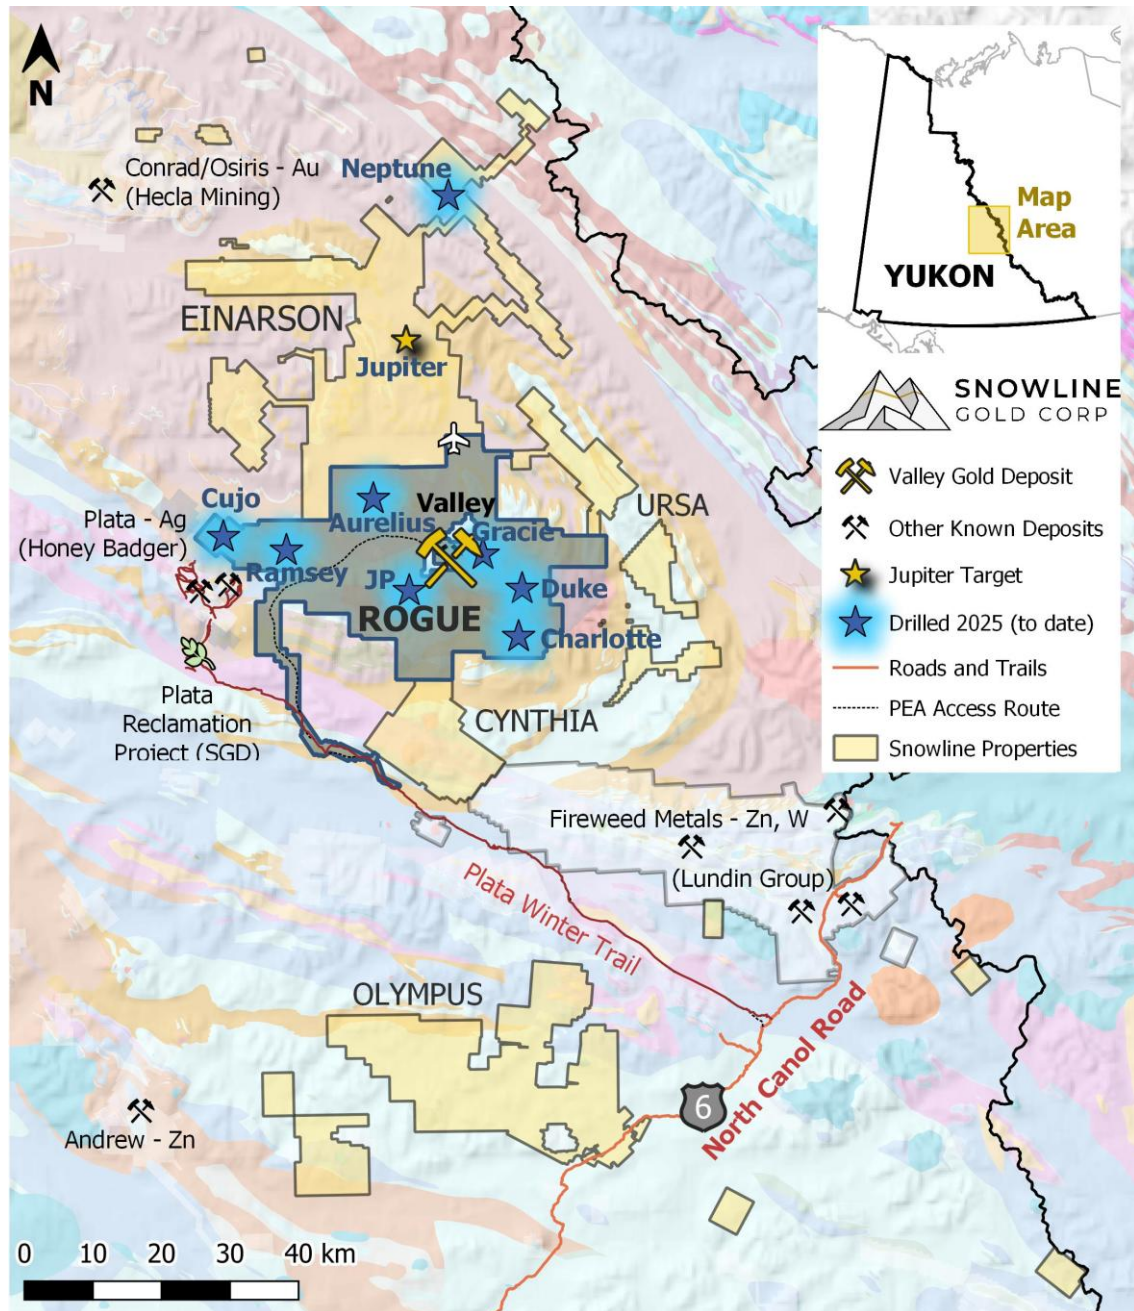 N
Conrad/Osiris - Au
(Hecla Mining)
Neptune
EINARSON
Jupiter
Cujo
Plata - Ag
(Honey Badger)
Aurelius
Valley
Gracie
URSA
Ramsey
JP
Duke
ROGUE
Charlotte
Plata
Reclamation
Project (SGD)
CYNTHIA
Fireweed Metals - Zn, W
(Lundin Group)
Plata Winter Trail
OLYMPUS
North Canol Road
6
Andrew - Zn
0 10 20 30 40 km
Map
Area
YUKON
SNOWLINE
GOLD CORP
Valley Gold Deposit
Other Known Deposits
Jupiter Target
Drilled 2025 (to date)
Roads and Trails
PEA Access Route
Snowline Properties